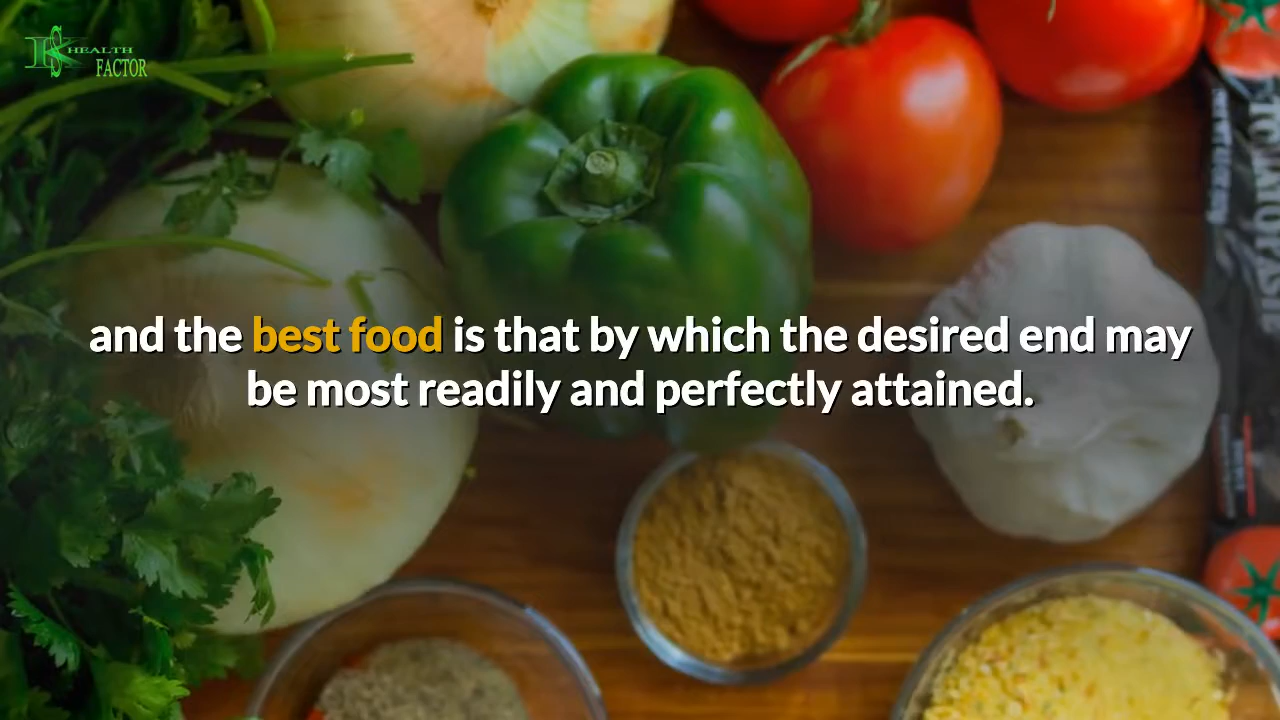 HEALTH
FACTOR
and the best food is that by which the desired end may
be most readily and perfectly attained.